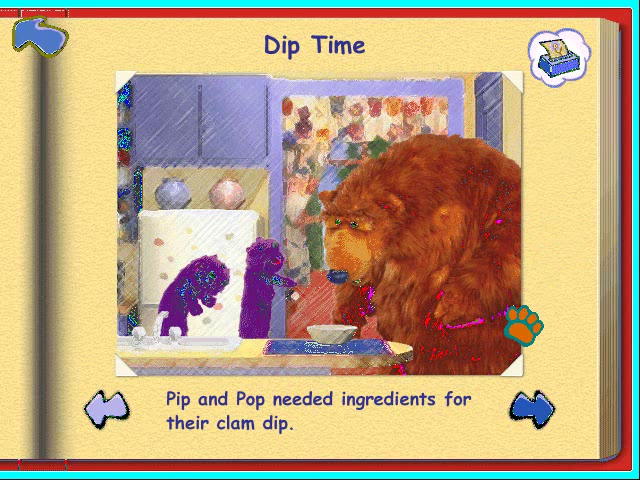 Dip Time
Pip and Pop needed ingredients for
their clam dip.